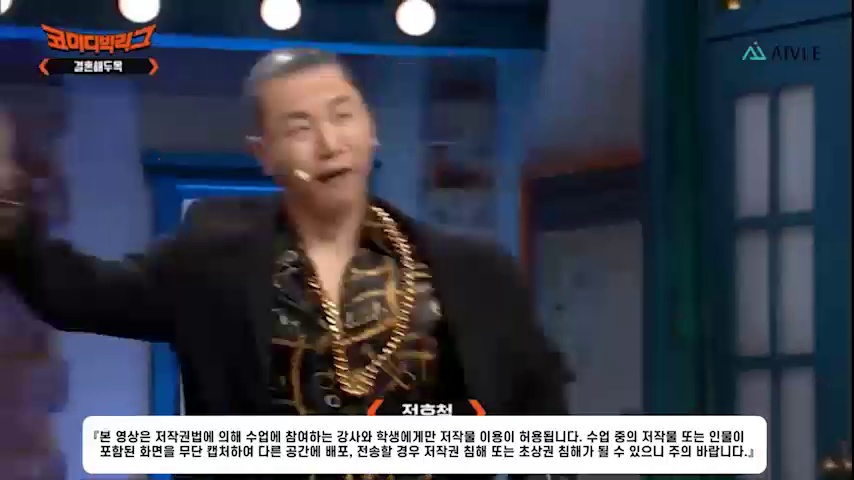 코미디빅리그
결혼해두목
AIVLE
『본 영상은 저작권법에 의해 수업에 참여하는 강사와 학생에게만 저작물 이용이 허용됩니다. 수업 중의 저작물 또는 인물이
포함된 화면을 무단 캡처하여 다른 공간에 배포, 전송할 경우 저작권 침해 또는 초상권 침해가 될 수 있으니 주의 바랍니다.』